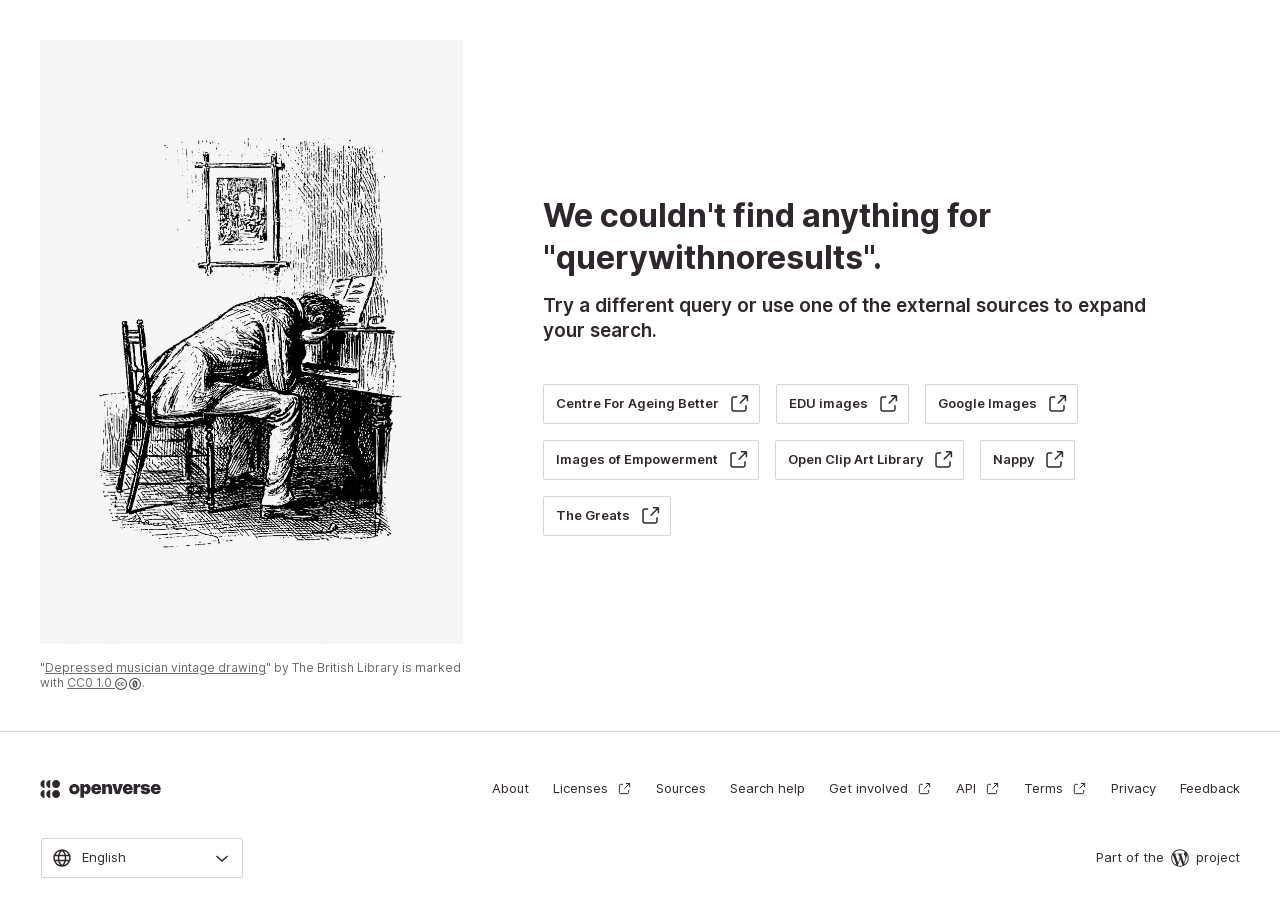 We couldn't find anything for
"querywithnoresults".
Try a different query or use one of the external sources to expand
your search.
Centre For Ageing Better
EDU images
Google Images
Images of Empowerment
Open Clip Art Library
Nappy
The Greats
"Depressed musician vintage drawing" by The British Library is marked
with CC0 1.0.
openverse
About
Licenses
Sources
Search help
Get involved
API
Terms
Privacy
Feedback
English
Part of the
project